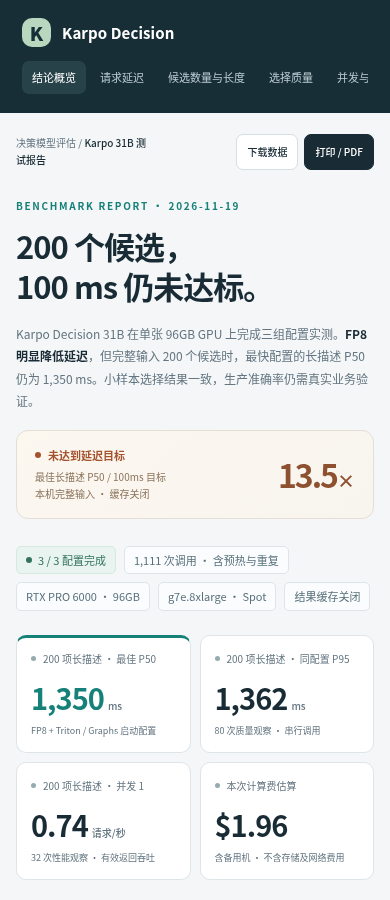 K Karpo Decision
结论概览 请求延迟 候选数量与长度 选择质量 并发与
决策模型评估 / Karpo 31B 测
试报告
下载数据 打印 / PDF
BENCHMARK REPORT · 2026-11-19
200 个候选，
100 ms 仍未达标。
Karpo Decision 31B 在单张 96GB GPU 上完成三组配置实测。FP8
明显降低延迟，但完整输入 200 个候选时，最快配置的长描述 P50
仍为 1,350 ms。小样本选择结果一致，生产准确率仍需真实业务验
证。
未达到延迟目标
最佳长描述 P50 / 100ms 目标
本机完整输入 · 缓存关闭
13.5×
3 / 3 配置完成
1,111 次调用 · 含预热与重复
RTX PRO 6000 · 96GB
g7e.8xlarge · Spot
结果缓存关闭
200 项长描述 · 最佳 P50
1,350 ms
FP8 + Triton / Graphs 启动配置
200 项长描述 · 同配置 P95
1,362 ms
80 次质量观察 · 串行调用
200 项长描述 · 并发 1
0.74 请求/秒
32 次性能观察 · 有效返回吞吐
本次计算费估算
$1.96
含备用机 · 不含存储及网络费用